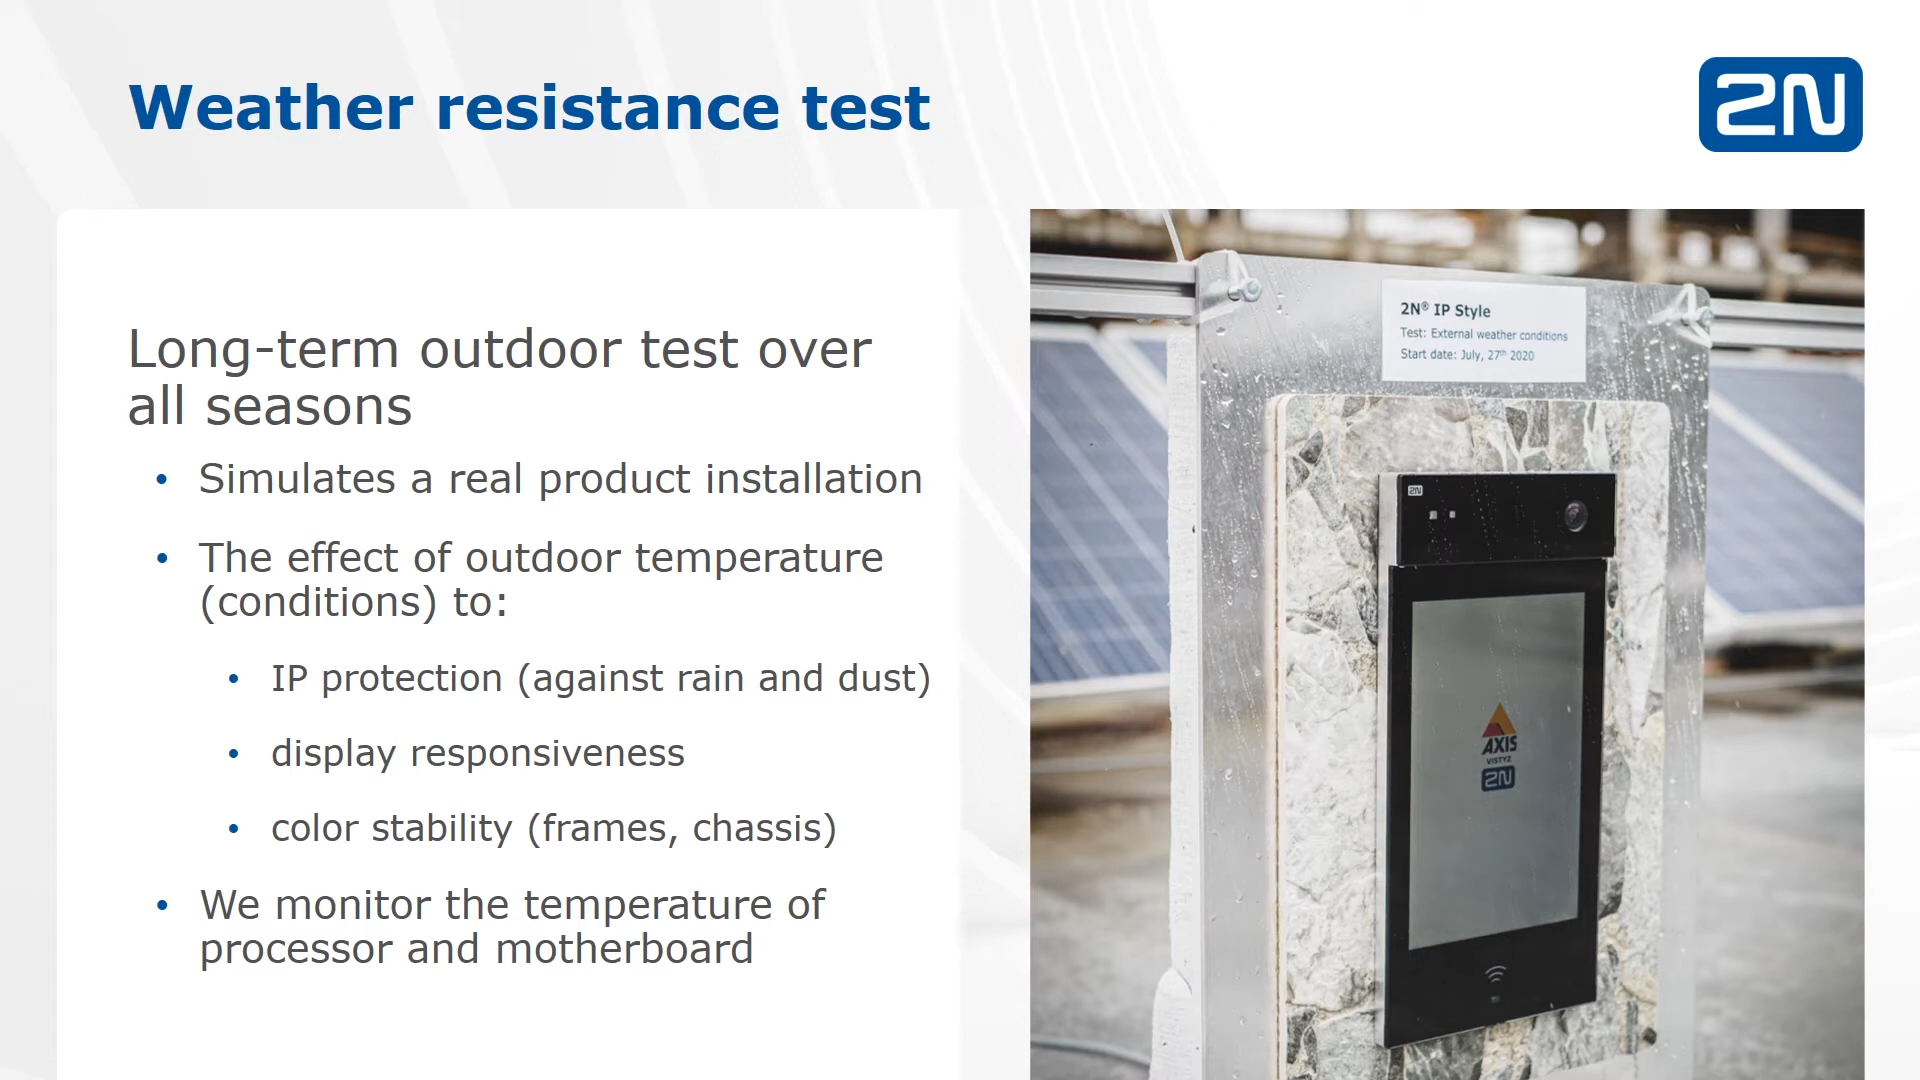 Weather resistance test
2N
Long-term outdoor test over
all seasons
• Simulates a real product installation
• The effect of outdoor temperature
(conditions) to:
• IP protection (against rain and dust)
• display responsiveness
• color stability (frames, chassis)
• We monitor the temperature of
processor and motherboard
2N® IP Style
Test: External weather conditions
Start date: July, 27th 2020
2N
AXIS
VISTYZ
2N